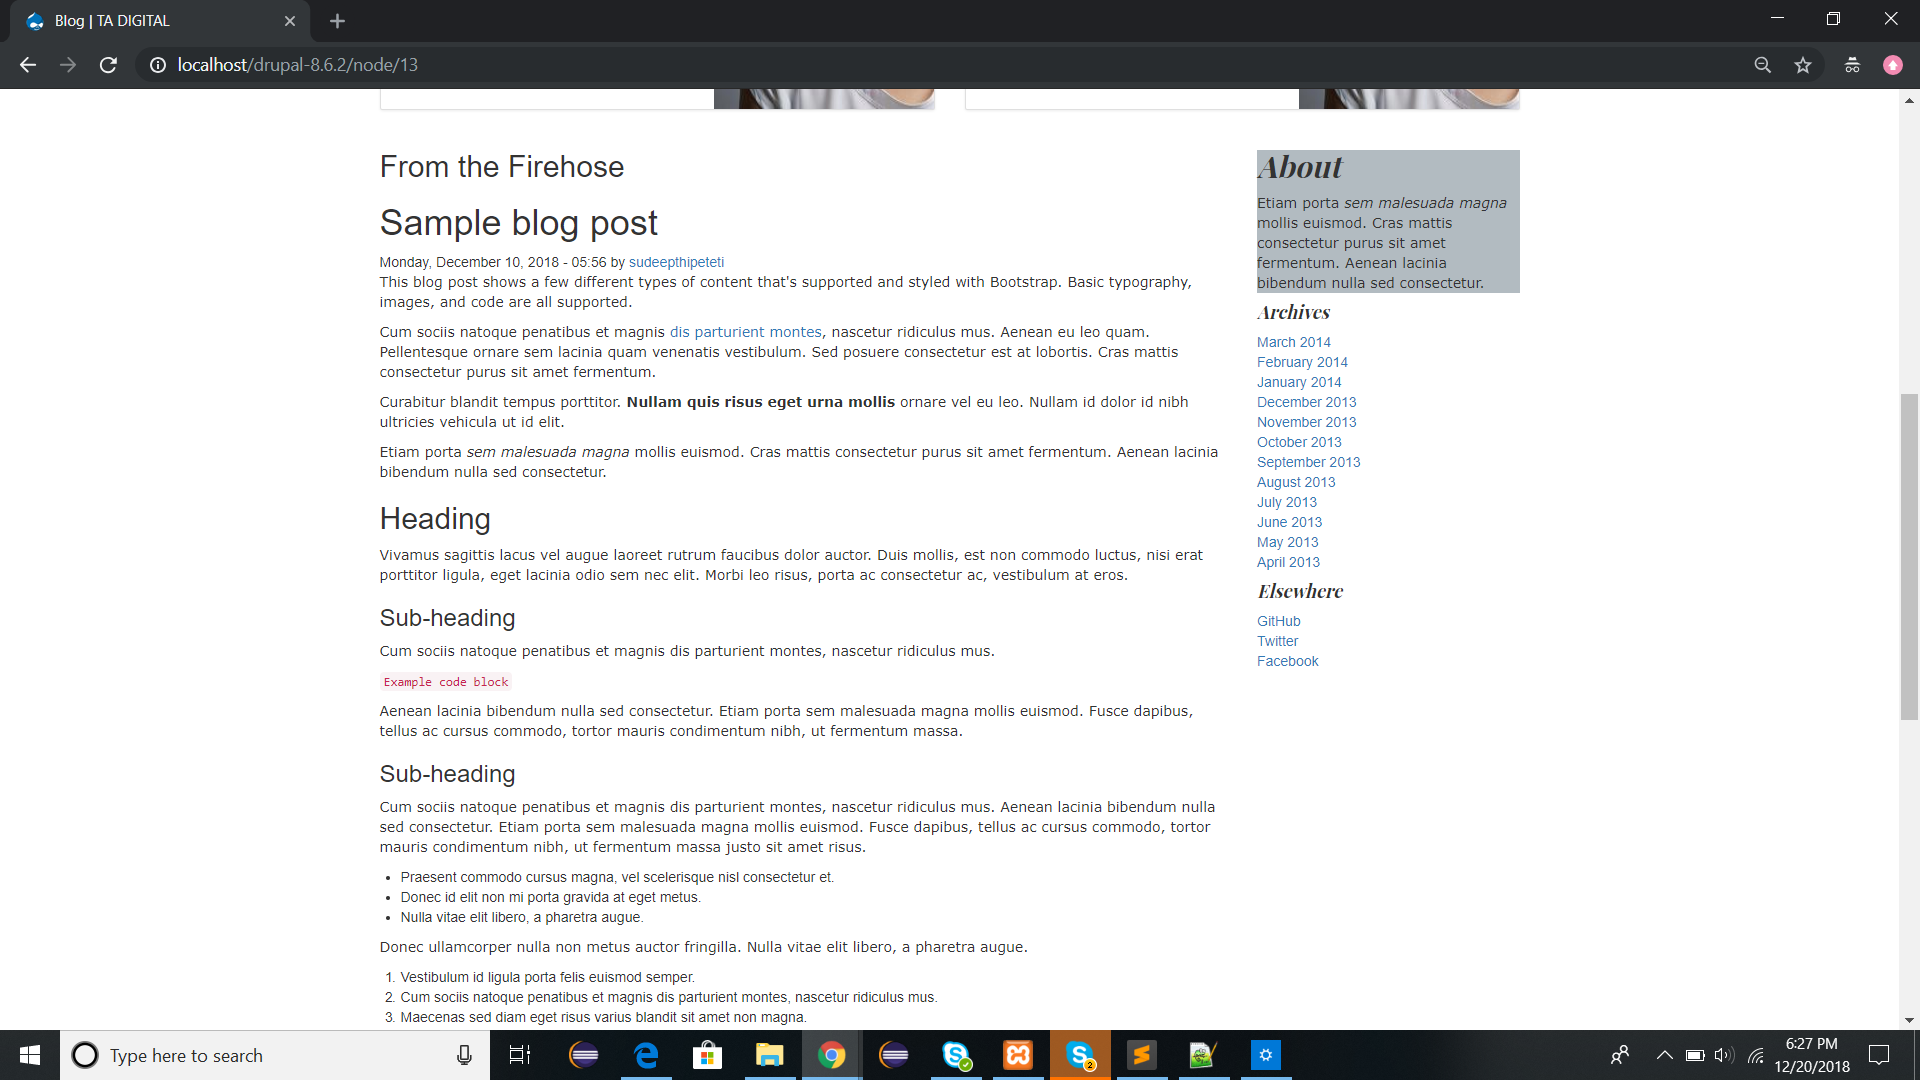 Blog | TA DIGITAL
localhost/drupal-8.6.2/node/13
From the Firehose
Sample blog post
Monday, December 10, 2018 - 05:56 by sudeepthipeteti
This blog post shows a few different types of content that's supported and styled with Bootstrap. Basic typography,
images, and code are all supported.
Cum sociis natoque penatibus et magnis dis parturient montes, nascetur ridiculus mus. Aenean eu leo quam.
Pellentesque ornare sem lacinia quam venenatis vestibulum. Sed posuere consectetur est at lobortis. Cras mattis
consectetur purus sit amet fermentum.
Curabitur blandit tempus porttitor. Nullam quis risus eget urna mollis ornare vel eu leo. Nullam id dolor id nibh
ultricies vehicula ut id elit.
Etiam porta sem malesuada magna mollis euismod. Cras mattis consectetur purus sit amet fermentum. Aenean lacinia
bibendum nulla sed consectetur.
Heading
Vivamus sagittis lacus vel augue laoreet rutrum faucibus dolor auctor. Duis mollis, est non commodo luctus, nisi erat
porttitor ligula, eget lacinia odio sem nec elit. Morbi leo risus, porta ac consectetur ac, vestibulum at eros.
Sub-heading
Cum sociis natoque penatibus et magnis dis parturient montes, nascetur ridiculus mus.
Example code block
Aenean lacinia bibendum nulla sed consectetur. Etiam porta sem malesuada magna mollis euismod. Fusce dapibus,
tellus ac cursus commodo, tortor mauris condimentum nibh, ut fermentum massa.
Sub-heading
Cum sociis natoque penatibus et magnis dis parturient montes, nascetur ridiculus mus. Aenean lacinia bibendum nulla
sed consectetur. Etiam porta sem malesuada magna mollis euismod. Fusce dapibus, tellus ac cursus commodo, tortor
mauris condimentum nibh, ut fermentum massa justo sit amet risus.
• Praesent commodo cursus magna, vel scelerisque nisl consectetur et.
• Donec id elit non mi porta gravida at eget metus.
• Nulla vitae elit libero, a pharetra augue.
Donec ullamcorper nulla non metus auctor fringilla. Nulla vitae elit libero, a pharetra augue.
1. Vestibulum id ligula porta felis euismod semper.
2. Cum sociis natoque penatibus et magnis dis parturient montes, nascetur ridiculus mus.
3. Maecenas sed diam eget risus varius blandit sit amet non magna.
About
Etiam porta sem malesuada magna
mollis euismod. Cras mattis
consectetur purus sit amet
fermentum. Aenean lacinia
bibendum nulla sed consectetur.
Archives
March 2014
February 2014
January 2014
December 2013
November 2013
October 2013
September 2013
August 2013
July 2013
June 2013
May 2013
April 2013
Elsewhere
GitHub
Twitter
Facebook
Type here to search
2
6:27 PM
12/20/2018